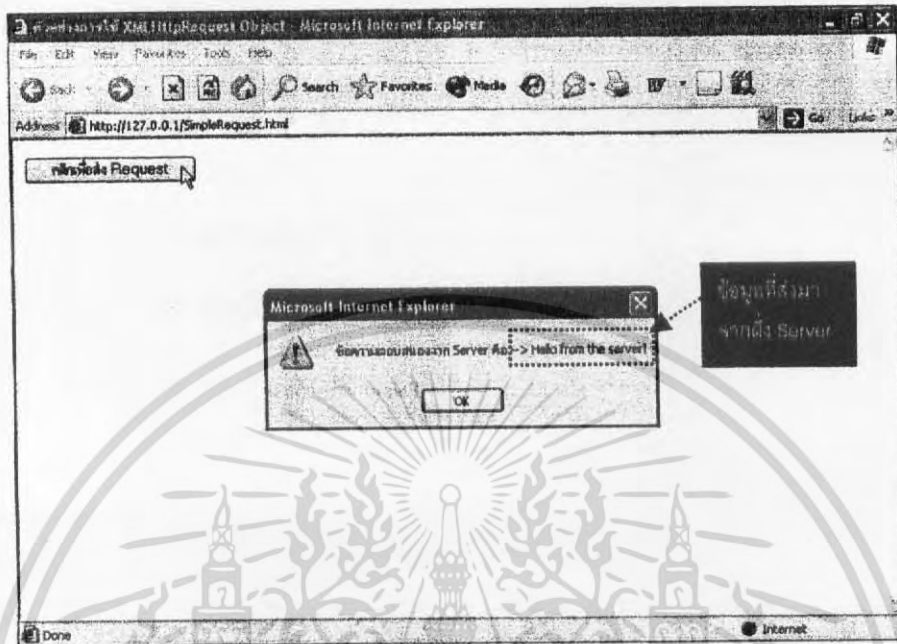 ตัวอย่างการใช้ XMLHttpRequest Object - Microsoft Internet Explorer
File Edit View Favorites Tools Help
Back Search Favorites Media
Address http://127.0.0.1/SimpleRequest.html Go Links »
คลิกเพื่อส่ง Request
Microsoft Internet Explorer
ข้อความตอบสนองจาก Server คือ--> Hello from the server!
OK
ข้อมูลที่ส่งมา
จากฝั่ง Server
Done Internet